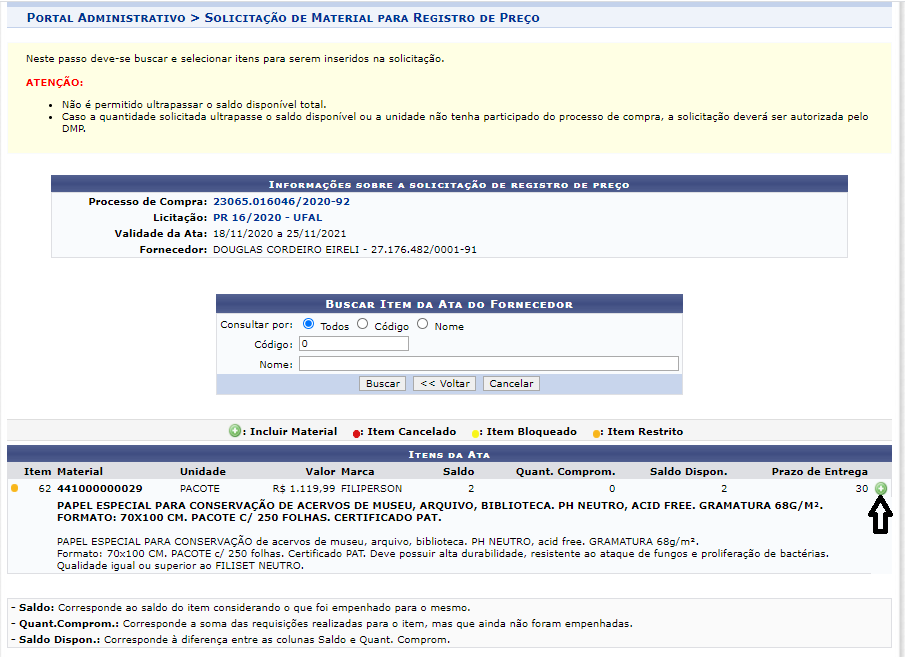 PORTAL ADMINISTRATIVO > SOLICITAÇÃO DE MATERIAL PARA REGISTRO DE PREÇO
Neste passo deve-se buscar e selecionar itens para serem inseridos na solicitação.
ATENÇÃO:
• Não é permitido ultrapassar o saldo disponível total.
• Caso a quantidade solicitada ultrapasse o saldo disponível ou a unidade não tenha participado do processo de compra, a solicitação deverá ser autorizada pelo
DMP.
INFORMAÇÕES SOBRE A SOLICITAÇÃO DE REGISTRO DE PREÇO
Processo de Compra: 23065.016046/2020-92
Licitação: PR 16/2020 - UFAL
Validade da Ata: 18/11/2020 a 25/11/2021
Fornecedor: DOUGLAS CORDEIRO EIRELI - 27.176.482/0001-91
BUSCAR ITEM DA ATA DO FORNECEDOR
Consultar por: Todos Código Nome
Código: 0
Nome:
Buscar << Voltar Cancelar
: Incluir Material : Item Cancelado : Item Bloqueado : Item Restrito
ITENS DA ATA
Item Material Unidade Valor Marca Saldo Quant. Comprom. Saldo Dispon. Prazo de Entrega
62 441000000029 PACOTE R$ 1.119,99 FILIPERSON 2 0 2 30
PAPEL ESPECIAL PARA CONSERVAÇÃO DE ACERVOS DE MUSEU, ARQUIVO, BIBLIOTECA. PH NEUTRO, ACID FREE. GRAMATURA 68G/M².
FORMATO: 70X100 CM. PACOTE C/ 250 FOLHAS. CERTIFICADO PAT.
PAPEL ESPECIAL PARA CONSERVAÇÃO de acervos de museu, arquivo, biblioteca. PH NEUTRO, acid free. GRAMATURA 68g/m².
Formato: 70x100 cm. PACOTE c/ 250 folhas. Certificado PAT. Deve possuir alta durabilidade, resistente ao ataque de fungos e proliferação de bactérias.
Qualidade igual ou superior ao FILISET NEUTRO.
- Saldo: Corresponde ao saldo do item considerando o que foi empenhado para o mesmo.
- Quant.Comprom.: Corresponde a soma das requisições realizadas para o item, mas que ainda não foram empenhadas.
- Saldo Dispon.: Corresponde à diferença entre as colunas Saldo e Quant. Comprom.